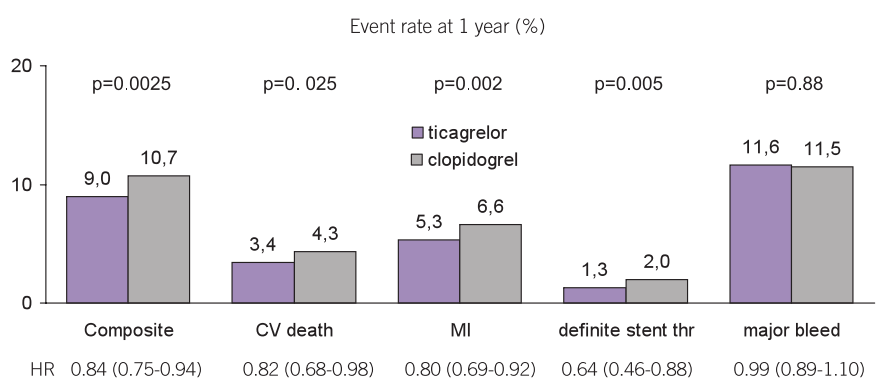 Event rate at 1 year (%)
20
p=0.0025 p=0. 025 p=0.002 p=0.005 p=0.88
ticagrelor
clopidogrel
11,6 11,5
10,7
9,0
10
6,6
5,3
4,3
3,4
2,0
1,3
0
Composite CV death MI definite stent thr major bleed
HR 0.84 (0.75-0.94) 0.82 (0.68-0.98) 0.80 (0.69-0.92) 0.64 (0.46-0.88) 0.99 (0.89-1.10)